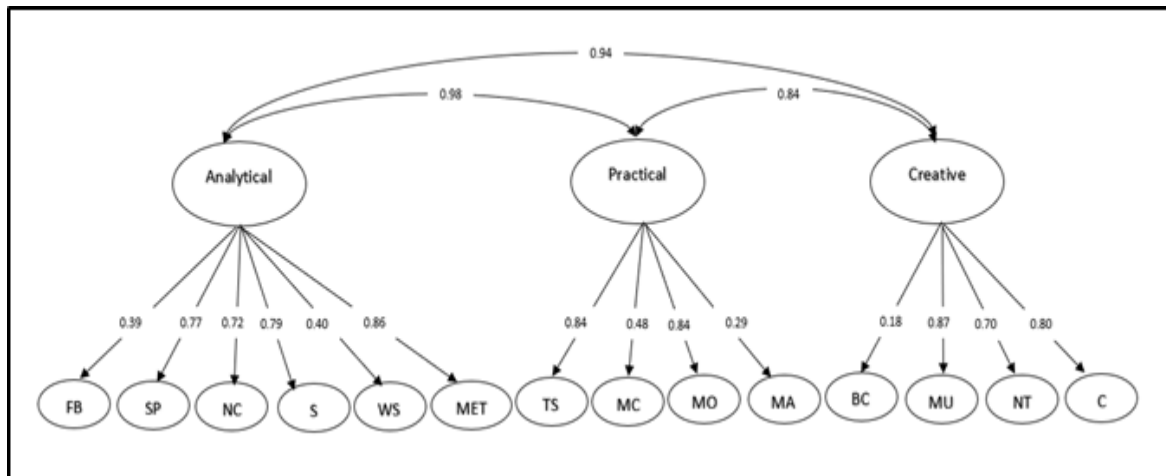 0.94
0.98
0.84
Analytical
Practical
Creative
0.39
0.77
0.72
0.79
0.40
0.86
0.84
0.48
0.84
0.29
0.18
0.87
0.70
0.80
FB
SP
NC
S
WS
MET
TS
MC
MO
MA
BC
MU
NT
C